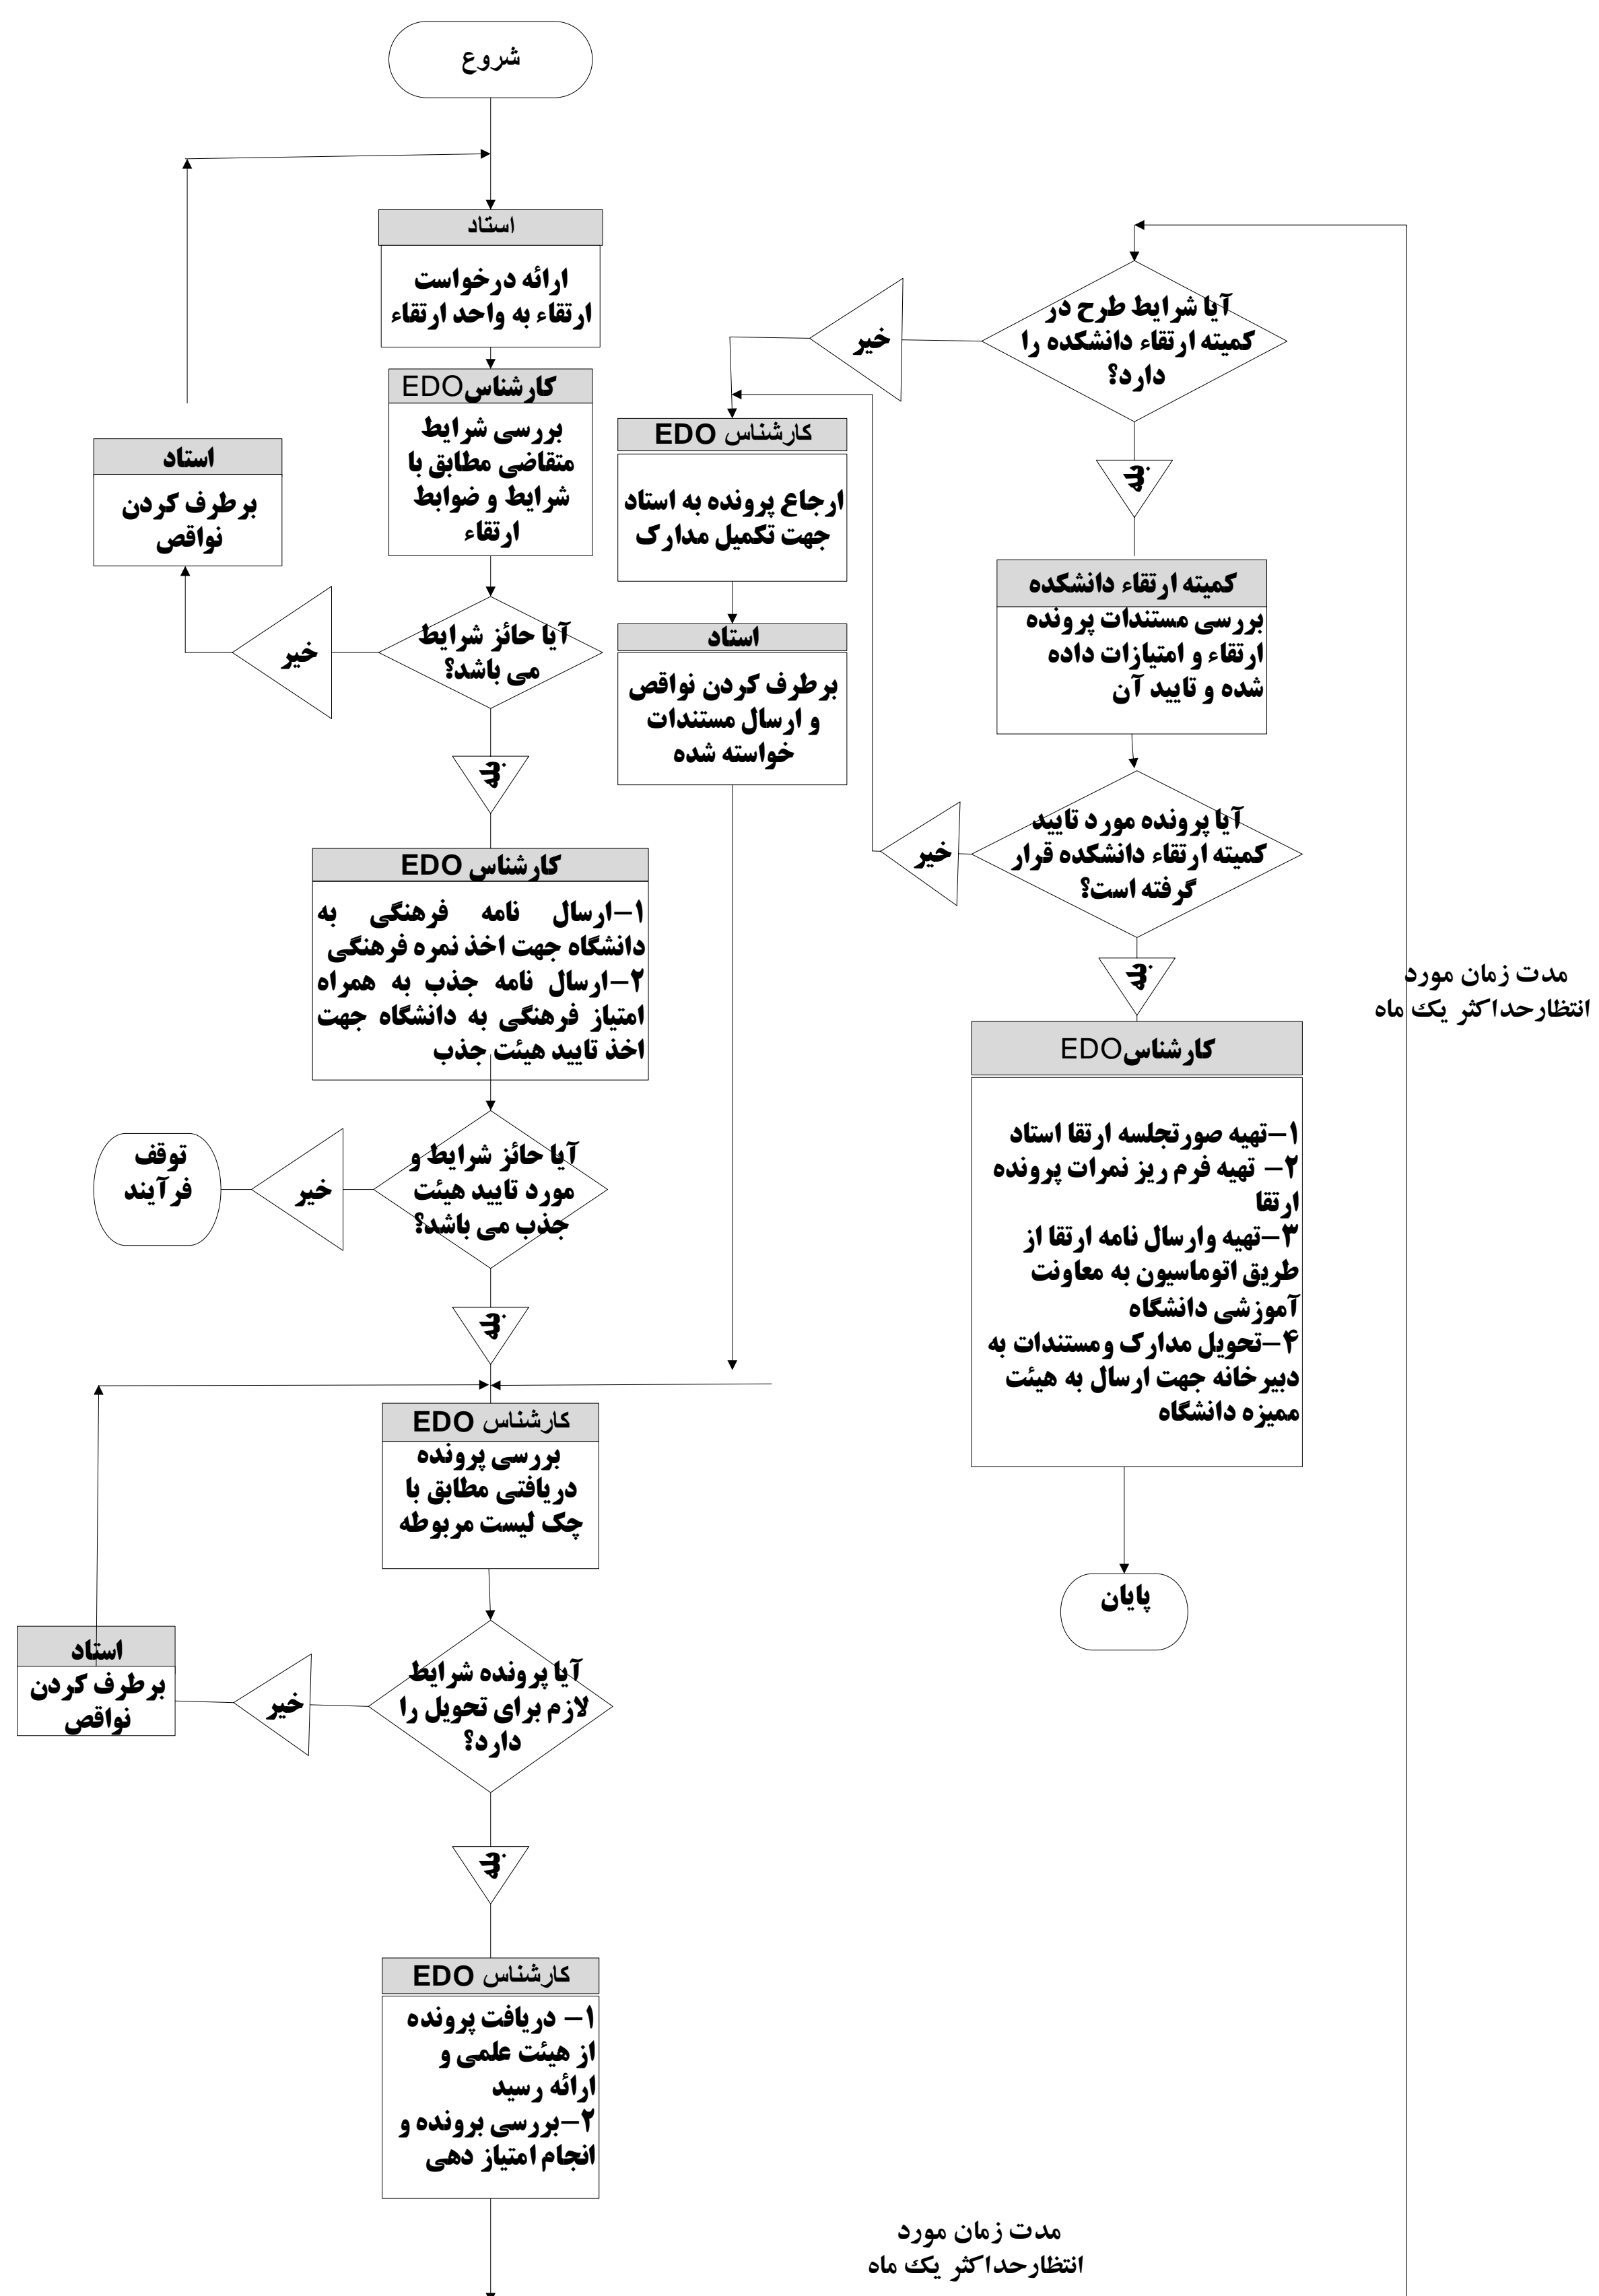 شروع
استاد
ارائه درخواست
ارتقاء به واحد ارتقاء
کارشناسEDO
بررسی شرایط
متقاضی مطابق با
شرایط و ضوابط
ارتقاء
استاد
برطرف کردن
نواقص
آیا حائز شرایط
می باشد؟
خیر
بله
کارشناس EDO
۱-ارسال نامه فرهنگی به
دانشگاه جهت اخذ نمره فرهنگی
۲-ارسال نامه جذب به همراه
امتیاز فرهنگی به دانشگاه جهت
اخذ تایید هیئت جذب
آیا حائز شرایط و
مورد تایید هیئت
جذب می باشد؟
خیر
توقف
فرآیند
بله
کارشناس EDO
بررسی پرونده
دریافتی مطابق با
چک لیست مربوطه
آیا پرونده شرایط
لازم برای تحویل را
دارد؟
خیر
استاد
برطرف کردن
نواقص
بله
کارشناس EDO
۱- دریافت پرونده
از هیئت علمی و
ارائه رسید
۲-بررسی برونده و
انجام امتیاز دهی
مدت زمان مورد
انتظارحداکثر یک ماه
آیا شرایط طرح در
کمیته ارتقاء دانشکده را
دارد؟
خیر
کارشناس EDO
ارجاع پرونده به استاد
جهت تکمیل مدارک
استاد
برطرف کردن نواقص
و ارسال مستندات
خواسته شده
بله
کمیته ارتقاء دانشکده
بررسی مستندات پرونده
ارتقاء و امتیازات داده
شده و تایید آن
آیا پرونده مورد تایید
کمیته ارتقاء دانشکده قرار
گرفته است؟
خیر
بله
مدت زمان مورد
انتظارحداکثر یک ماه
کارشناسEDO
۱-تهیه صورتجلسه ارتقا استاد
۲- تهیه فرم ریز نمرات پرونده
ارتقا
۳-تهیه وارسال نامه ارتقا از
طریق اتوماسیون به معاونت
آموزشی دانشگاه
۴-تحویل مدارک ومستندات به
دبیرخانه جهت ارسال به هیئت
ممیزه دانشگاه
پایان